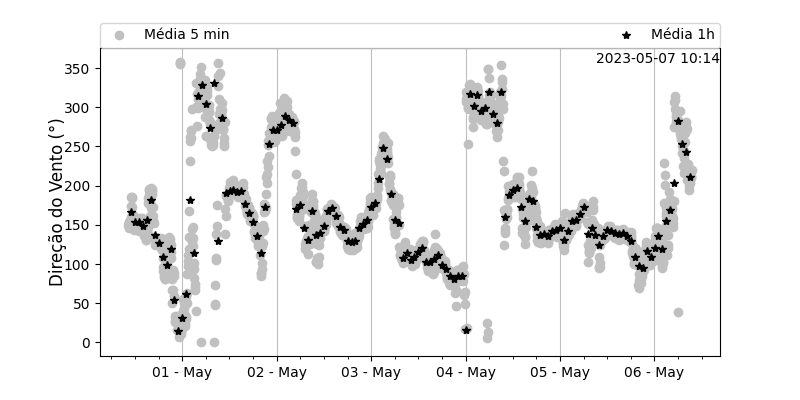 Média 5 min
Média 1h
2023-05-07 10:14
Direção do Vento (°)
350
300
250
200
150
100
50
0
01 - May
02 - May
03 - May
04 - May
05 - May
06 - May